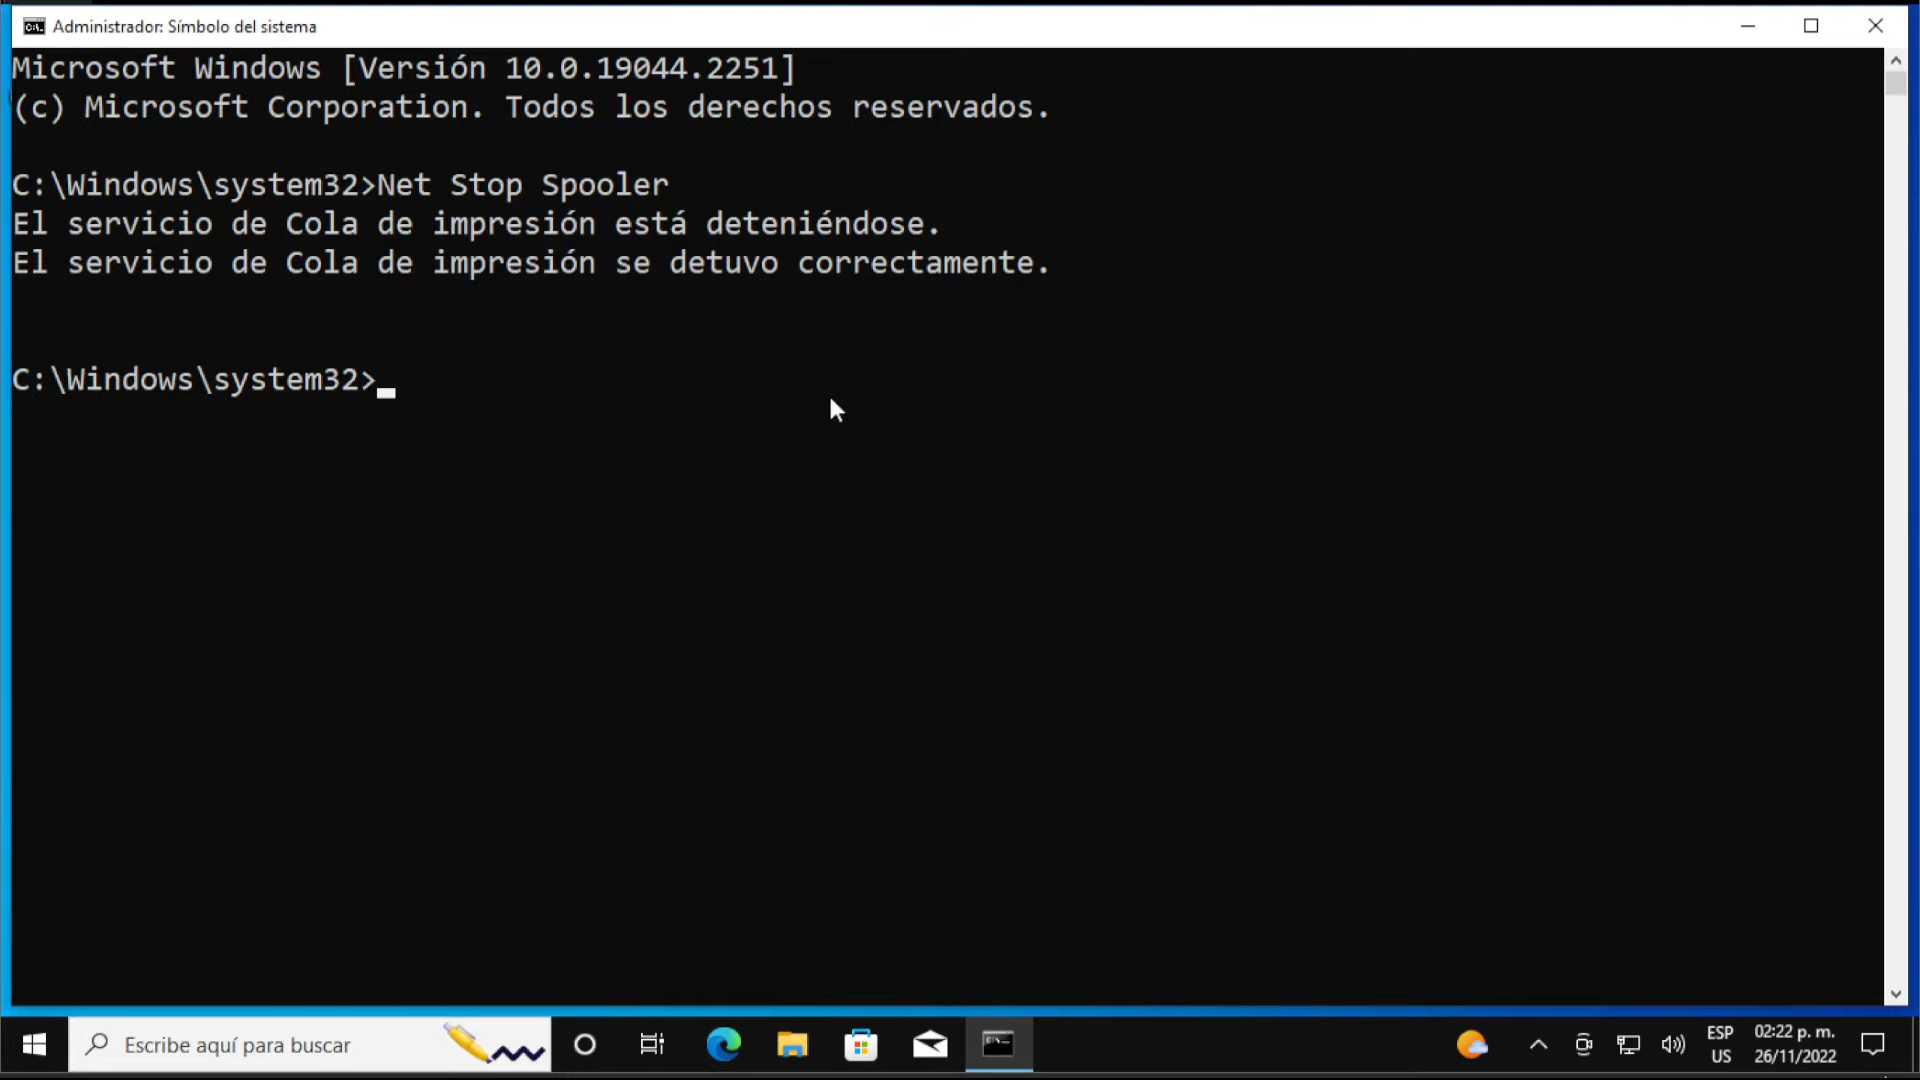 Administrador: Símbolo del sistema
Microsoft Windows [Versión 10.0.19044.2251]
(c) Microsoft Corporation. Todos los derechos reservados.
C:\Windows\system32>Net Stop Spooler
El servicio de Cola de impresión está deteniéndose.
El servicio de Cola de impresión se detuvo correctamente.
C:\Windows\system32>
Escribe aquí para buscar
ESP
US
02:22 p. m.
26/11/2022